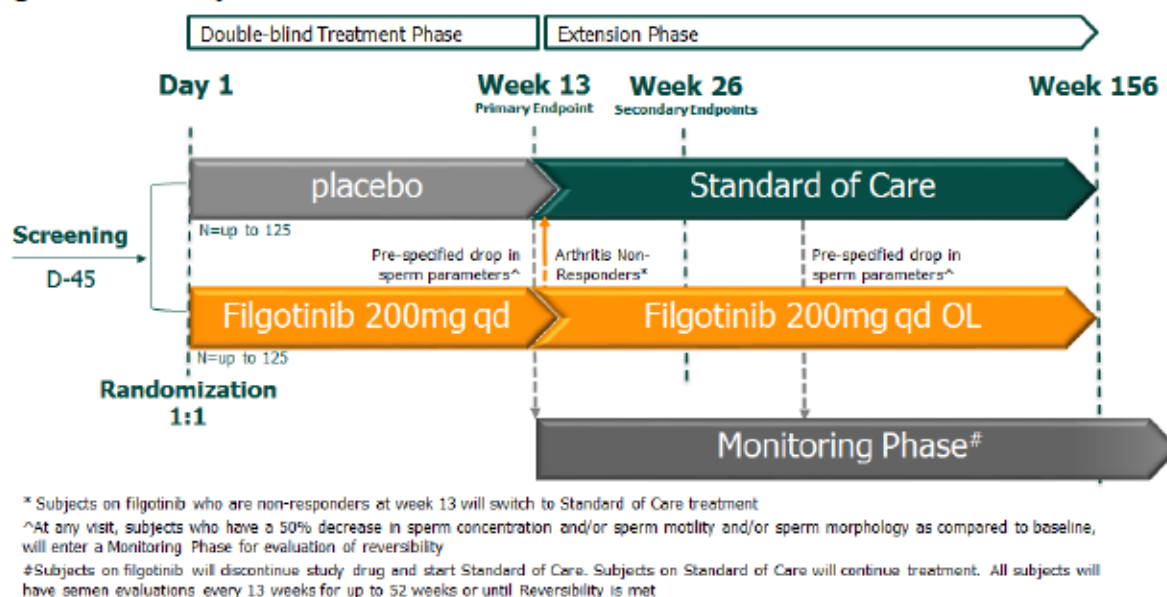 Double-blind Treatment Phase
Extension Phase
Day 1
Week 13
Primary Endpoint
Week 26
Secondary Endpoints
Week 156
placebo
Standard of Care
N=up to 125
Screening
D-45
Pre-specified drop in
sperm parameters^
Arthritis Non-
Responders*
Pre-specified drop in
sperm parameters^
Filgotinib 200mg qd
Filgotinib 200mg qd OL
N=up to 125
Randomization
1:1
Monitoring Phase#
* Subjects on filgotinib who are non-responders at week 13 will switch to Standard of Care treatment
^At any visit, subjects who have a 50% decrease in sperm concentration and/or sperm motility and/or sperm morphology as compared to baseline,
will enter a Monitoring Phase for evaluation of reversibility
#Subjects on filgotinib will discontinue study drug and start Standard of Care. Subjects on Standard of Care will continue treatment. All subjects will
have semen evaluations every 13 weeks for up to 52 weeks or until Reversibility is met